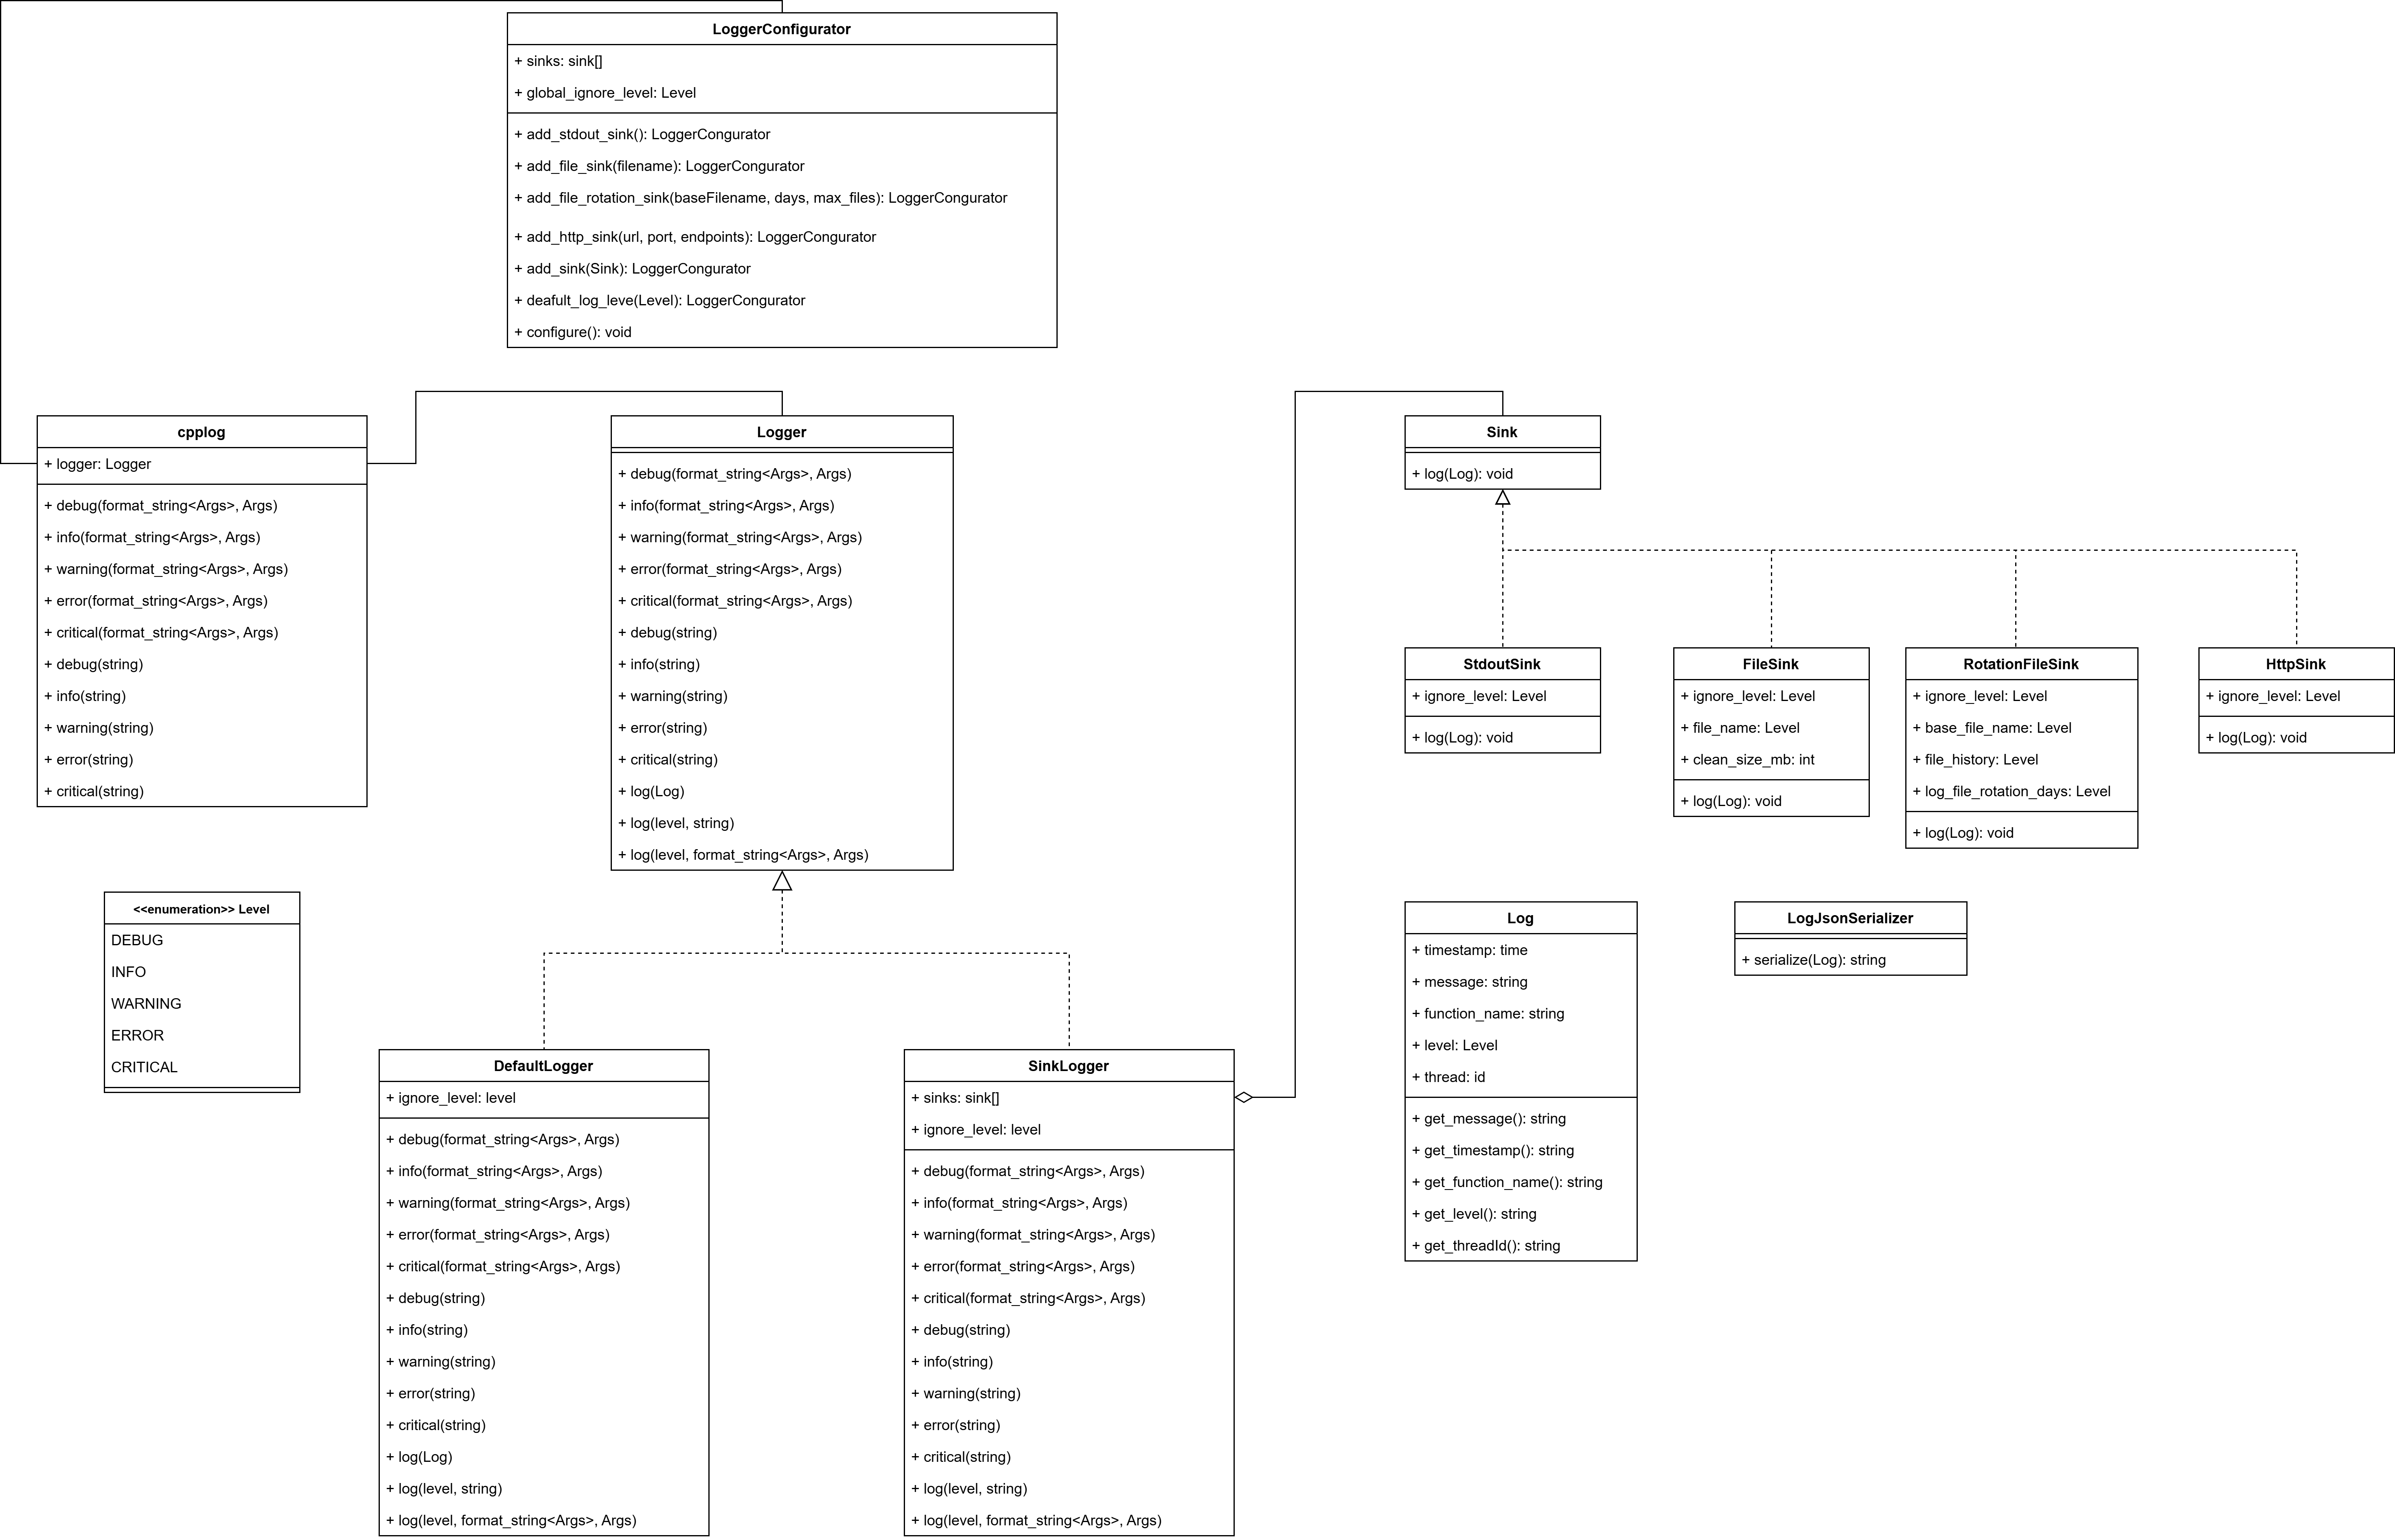 LoggerConfigurator
+ sinks: sink[]
+ global_ignore_level: Level
+ add_stdout_sink(): LoggerCongurator
+ add_file_sink(filename): LoggerCongurator
+ add_file_rotation_sink(baseFilename, days, max_files): LoggerCongurator
+ add_http_sink(url, port, endpoints): LoggerCongurator
+ add_sink(Sink): LoggerCongurator
+ deafult_log_leve(Level): LoggerCongurator
+ configure(): void
cpplog
+ logger: Logger
+ debug(format_string<Args>, Args)
+ info(format_string<Args>, Args)
+ warning(format_string<Args>, Args)
+ error(format_string<Args>, Args)
+ critical(format_string<Args>, Args)
+ debug(string)
+ info(string)
+ warning(string)
+ error(string)
+ critical(string)
Logger
+ debug(format_string<Args>, Args)
+ info(format_string<Args>, Args)
+ warning(format_string<Args>, Args)
+ error(format_string<Args>, Args)
+ critical(format_string<Args>, Args)
+ debug(string)
+ info(string)
+ warning(string)
+ error(string)
+ critical(string)
+ log(Log)
+ log(level, string)
+ log(level, format_string<Args>, Args)
Sink
+ log(Log): void
StdoutSink
+ ignore_level: Level
+ log(Log): void
FileSink
+ ignore_level: Level
+ file_name: Level
+ clean_size_mb: int
+ log(Log): void
RotationFileSink
+ ignore_level: Level
+ base_file_name: Level
+ file_history: Level
+ log_file_rotation_days: Level
+ log(Log): void
HttpSink
+ ignore_level: Level
+ log(Log): void
<<enumeration>> Level
DEBUG
INFO
WARNING
ERROR
CRITICAL
DefaultLogger
+ ignore_level: level
+ debug(format_string<Args>, Args)
+ info(format_string<Args>, Args)
+ warning(format_string<Args>, Args)
+ error(format_string<Args>, Args)
+ critical(format_string<Args>, Args)
+ debug(string)
+ info(string)
+ warning(string)
+ error(string)
+ critical(string)
+ log(Log)
+ log(level, string)
+ log(level, format_string<Args>, Args)
SinkLogger
+ sinks: sink[]
+ ignore_level: level
+ debug(format_string<Args>, Args)
+ info(format_string<Args>, Args)
+ warning(format_string<Args>, Args)
+ error(format_string<Args>, Args)
+ critical(format_string<Args>, Args)
+ debug(string)
+ info(string)
+ warning(string)
+ error(string)
+ critical(string)
+ log(level, string)
+ log(level, format_string<Args>, Args)
Log
+ timestamp: time
+ message: string
+ function_name: string
+ level: Level
+ thread: id
+ get_message(): string
+ get_timestamp(): string
+ get_function_name(): string
+ get_level(): string
+ get_threadId(): string
LogJsonSerializer
+ serialize(Log): string